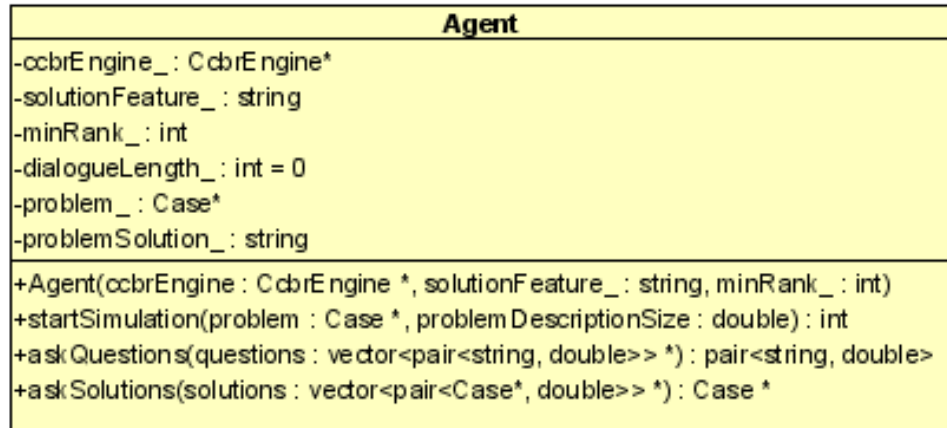 Agent
-ccbrEngine_ : CcbrEngine*
-solutionFeature_ : string
-minRank_ : int
-dialogueLength_ : int = 0
-problem_ : Case*
-problemSolution_ : string
+Agent(ccbrEngine : CcbrEngine *, solutionFeature_ : string, minRank_ : int)
+startSimulation(problem : Case *, problemDescriptionSize : double) : int
+askQuestions(questions : vector<pair<string, double>> *) : pair<string, double>
+askSolutions(solutions : vector<pair<Case*, double>> *) : Case *